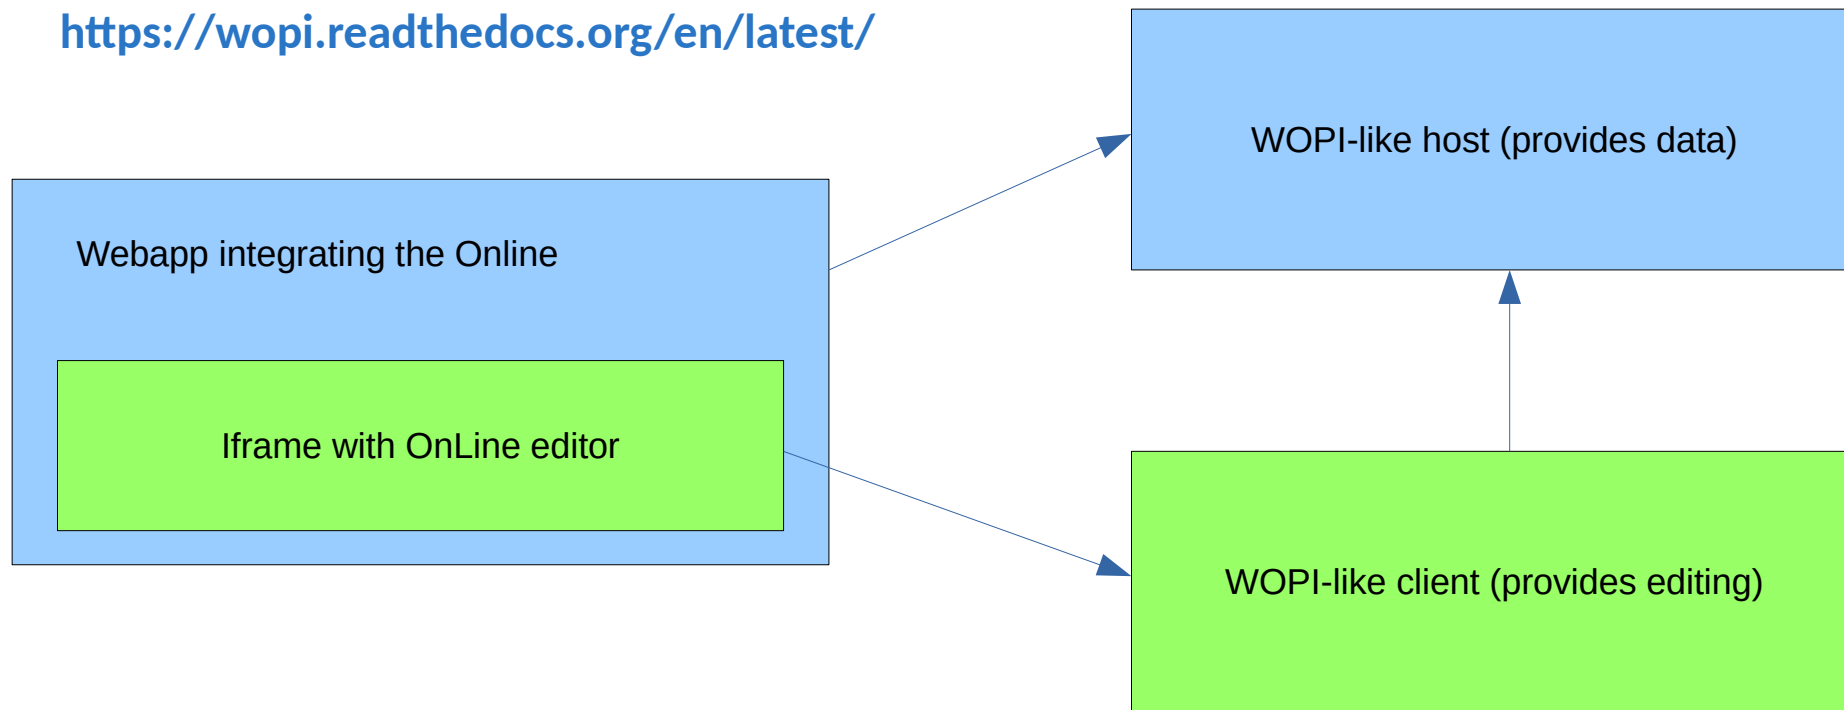 https://wopi.readthedocs.org/en/latest/
WOPI-like host (provides data)
Webapp integrating the Online
Iframe with OnLine editor
WOPI-like client (provides editing)